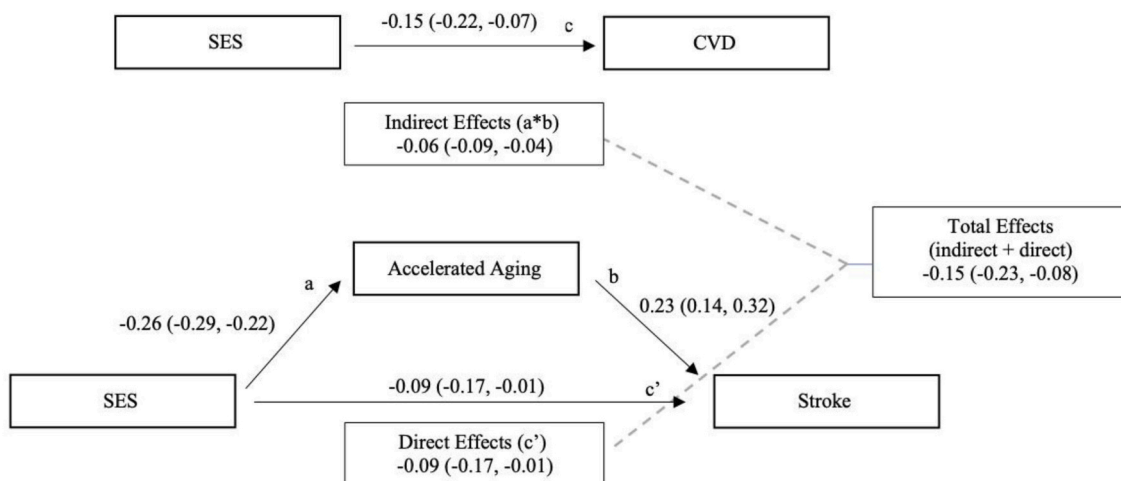 -0.15 (-0.22, -0.07) c
SES
CVD
Indirect Effects (a*b)
-0.06 (-0.09, -0.04)
Total Effects
(indirect + direct)
-0.15 (-0.23, -0.08)
Accelerated Aging
a
b
-0.26 (-0.29, -0.22)
0.23 (0.14, 0.32)
-0.09 (-0.17, -0.01)
c’
SES
Stroke
Direct Effects (c’)
-0.09 (-0.17, -0.01)